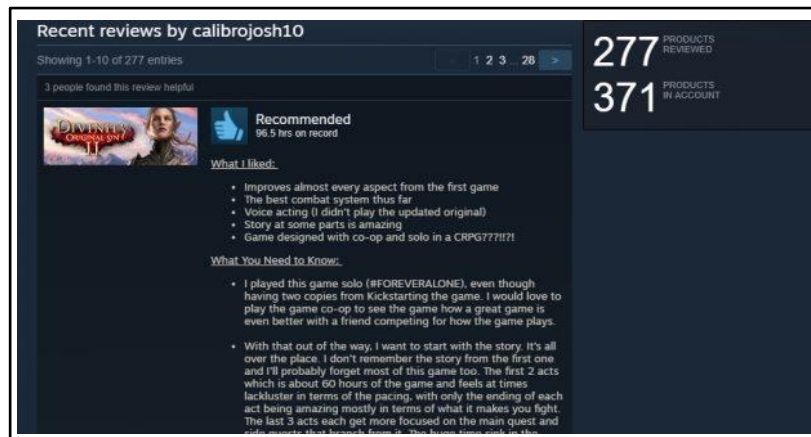 Recent reviews by calibrojosh10
Showing 1-10 of 277 entries
< 1 2 3 ... 28 >
3 people found this review helpful
DIVINITY
ORIGINAL SIN
II
Recommended
96.5 hrs on record
What I liked:
• Improves almost every aspect from the first game
• The best combat system thus far
• Voice acting (I didn't play the updated original)
• Story at some parts is amazing
• Game designed with co-op and solo in a CRPG???!!?!
What You Need to Know:
• I played this game solo (#FOREVERALONE), even though
having two copies from Kickstarting the game. I would love to
play the game co-op to see the game how a great game is
even better with a friend competing for how the game plays.
• With that out of the way, I want to start with the story. It's all
over the place. I don't remember the story from the first one
and I'll probably forget most of this game too. The first 2 acts
which is about 60 hours of the game and feels at times
lackluster in terms of the pacing, with only the ending of each
act being amazing mostly in terms of what it makes you fight.
The last 3 acts each get more focused on the main quest and
side quests that branch from it. The huge time sink in the
277 PRODUCTS
REVIEWED
371 PRODUCTS
IN ACCOUNT